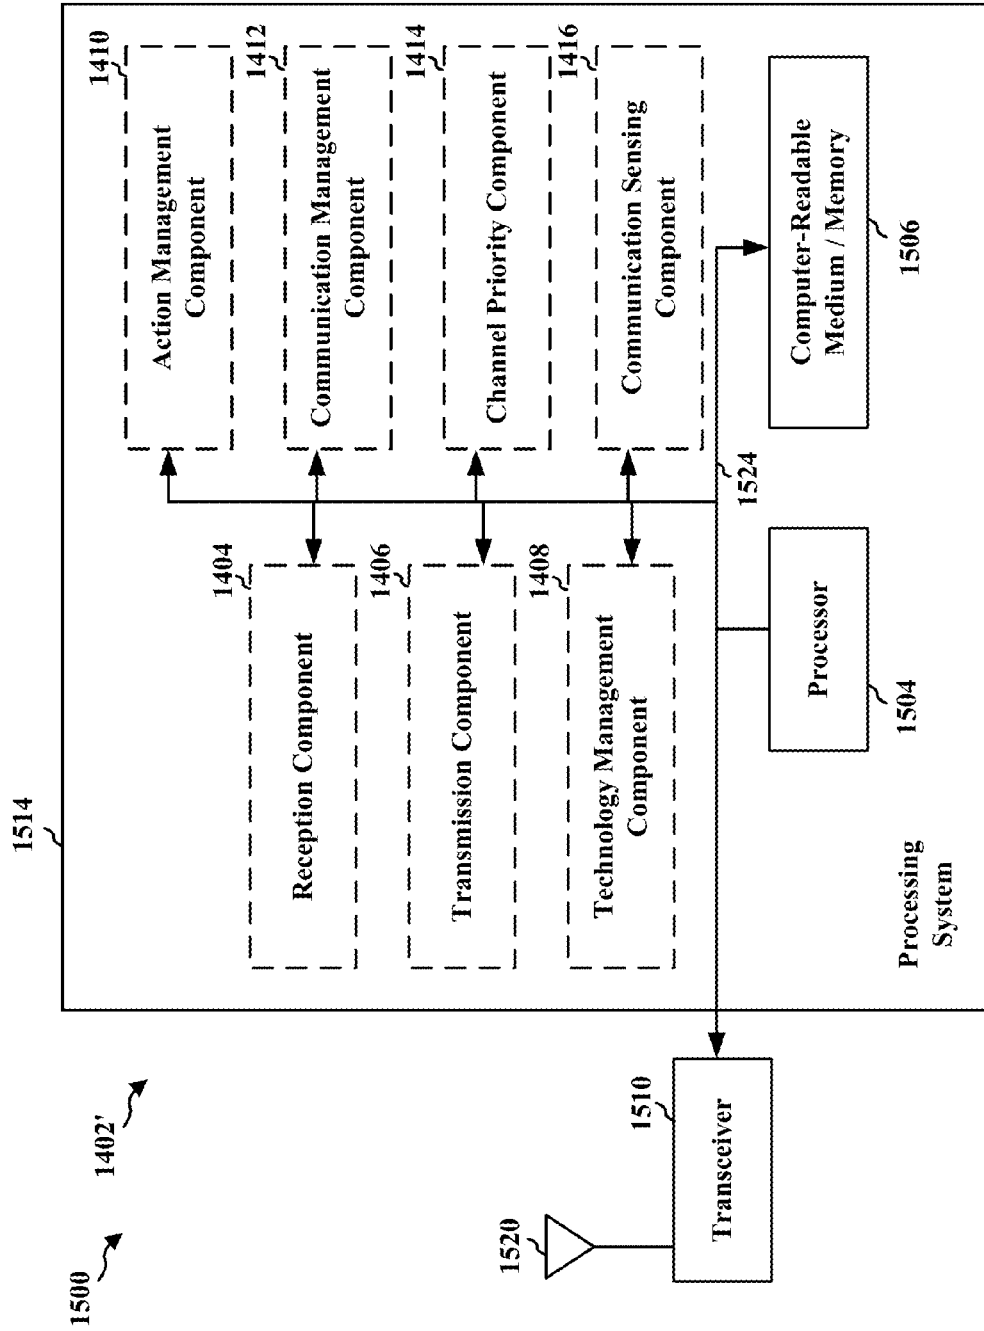 1500
1402'
1514
1404
Reception Component
1406
Transmission Component
1408
Technology Management
Component
1410
Action Management
Component
1412
Communication Management
Component
1414
Channel Priority Component
1416
Communication Sensing
Component
1520
1510
Transceiver
1524
Processing
System
Processor
1504
Computer-Readable
Medium / Memory
1506